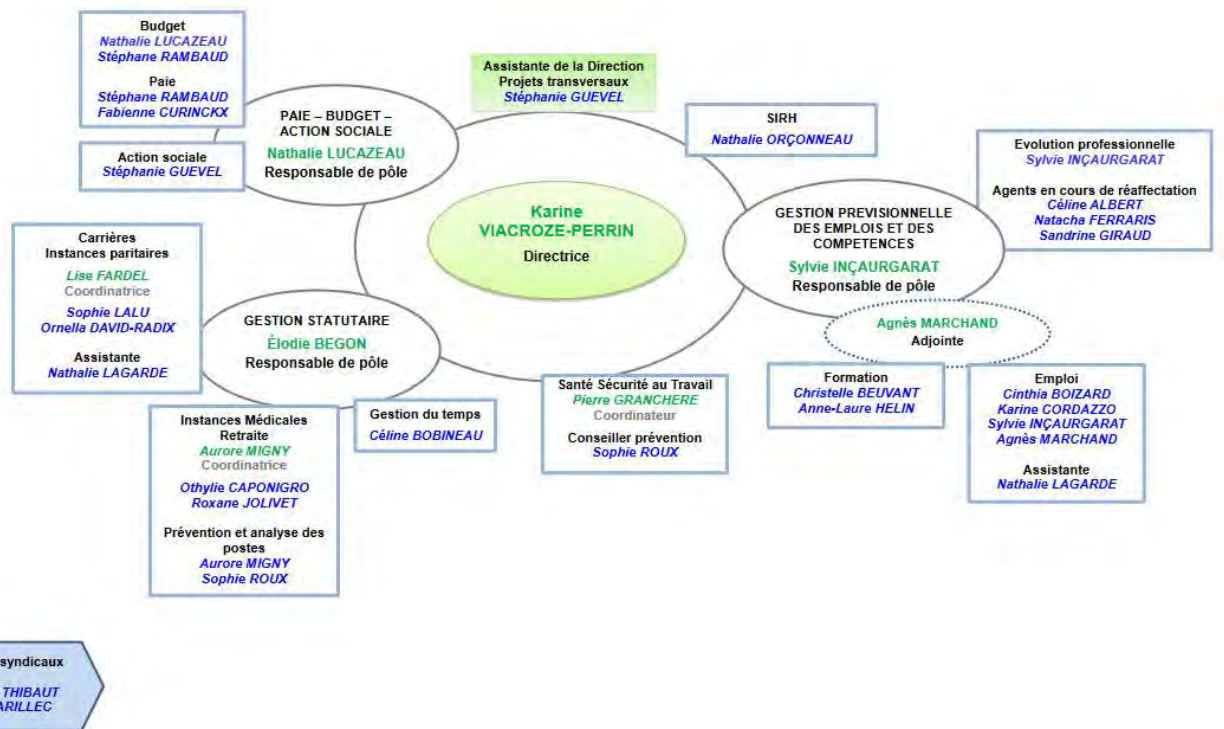 Budget
Nathalie LUCAZEAU
Stéphane RAMBAUD
Paie
Stéphane RAMBAUD
Fabienne CURINCKX
Action sociale
Stéphanie GUEVEL
PAIE – BUDGET –
ACTION SOCIALE
Nathalie LUCAZEAU
Responsable de pôle
Assistante de la Direction
Projets transversaux
Stéphanie GUEVEL
SIRH
Nathalie ORÇONNEAU
Karine
VIACROZE-PERRIN
Directrice
Evolution professionnelle
Sylvie INÇAURGARAT
Agents en cours de réaffectation
Céline ALBERT
Natacha FERRARIS
Sandrine GIRAUD
GESTION PREVISIONNELLE
DES EMPLOIS ET DES
COMPETENCES
Sylvie INÇAURGARAT
Responsable de pôle
Agnès MARCHAND
Adjointe
Carrières
Instances paritaires
Lise FARDEL
Coordinatrice
Sophie LALU
Ornella DAVID-RADIX
Assistante
Nathalie LAGARDE
GESTION STATUTAIRE
Élodie BEGON
Responsable de pôle
Instances Médicales
Retraite
Aurore MIGNY
Coordinatrice
Othylie CAPONIGRO
Roxane JOLIVET
Prévention et analyse des
postes
Aurore MIGNY
Sophie ROUX
Gestion du temps
Céline BOBINEAU
Santé Sécurité au Travail
Pierre GRANCHERE
Coordinateur
Conseiller prévention
Sophie ROUX
Formation
Christelle BEUVANT
Anne-Laure HELIN
Emploi
Cinthia BOIZARD
Karine CORDAZZO
Sylvie INÇAURGARAT
Agnès MARCHAND
Assistante
Nathalie LAGARDE
syndicaux
THIBAUT
ARILLEC